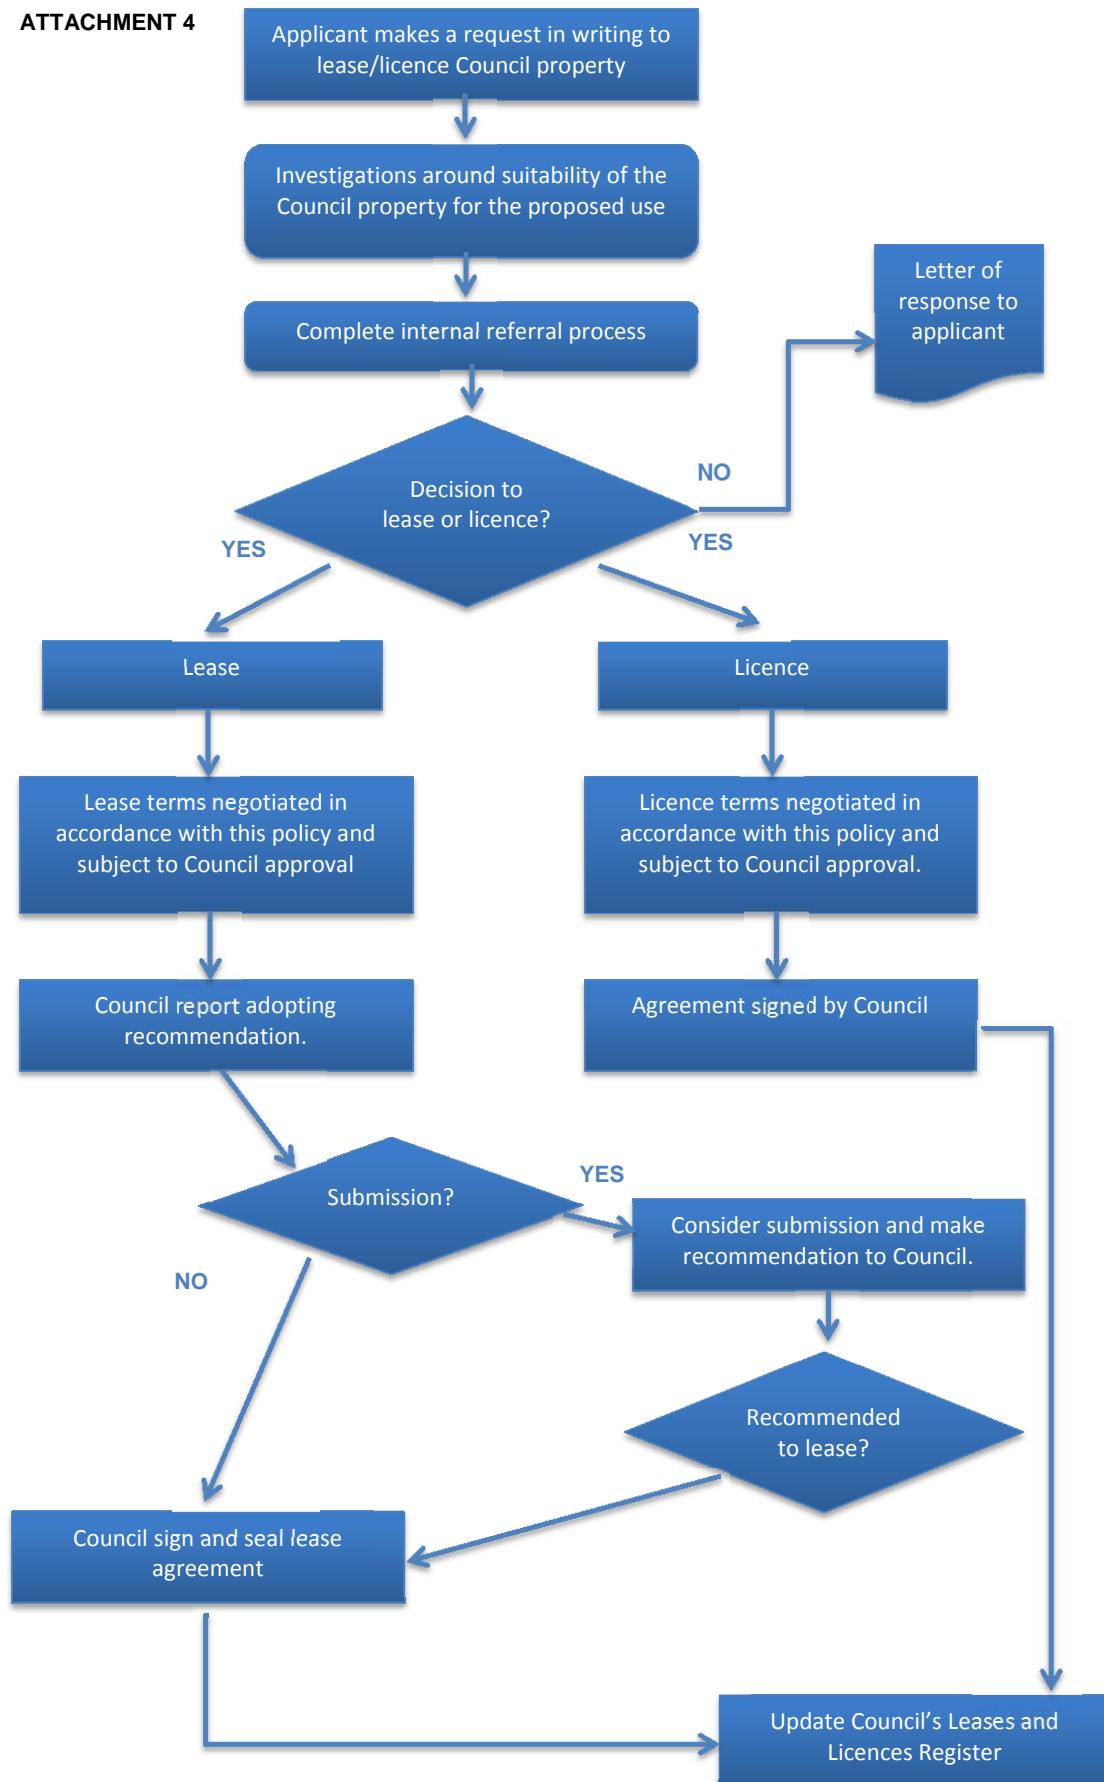 ATTACHMENT 4
Applicant makes a request in writing to
lease/licence Council property
Investigations around suitability of the
Council property for the proposed use
Letter of
response to
applicant
Complete internal referral process
NO
Decision to
lease or licence?
YES
YES
Lease
Licence
Lease terms negotiated in
accordance with this policy and
subject to Council approval
Licence terms negotiated in
accordance with this policy and
subject to Council approval.
Council report adopting
recommendation.
Agreement signed by Council
Submission?
YES
Consider submission and make
recommendation to Council.
NO
Recommended
to lease?
Council sign and seal lease
agreement
Update Council’s Leases and
Licences Register